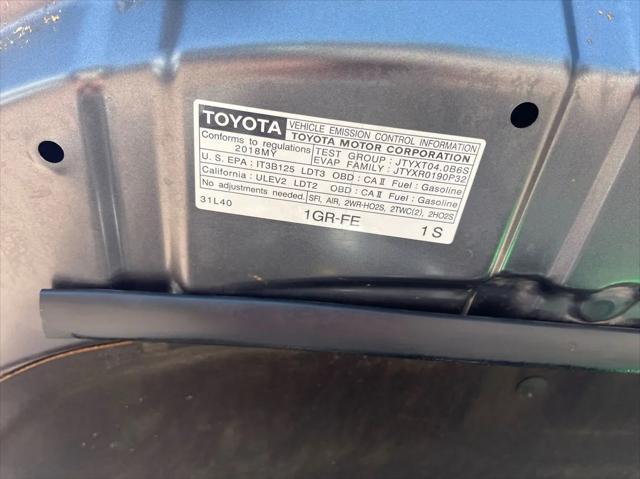 TOYOTA VEHICLE EMISSION CONTROL INFORMATION
TOYOTA MOTOR CORPORATION
Conforms to regulations 2018MY
TEST GROUP : JTYXT04.0B6S
EVAP FAMILY : JTYXR0190P32
U.S. EPA : IT3B125 LDT3 OBD : CA II Fuel : Gasoline
California : ULEV2 LDT2 OBD : CA II Fuel : Gasoline
No adjustments needed. SFI, AIR, 2WR-HO2S, 2TWC(2), 2HO2S
31L40 1GR-FE 1 S